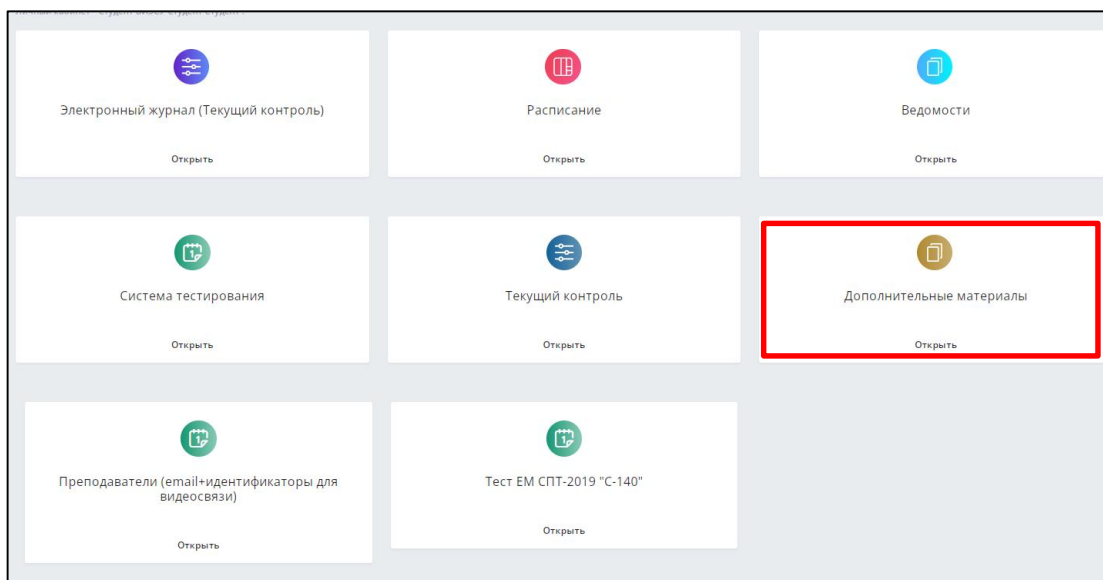 Электронный журнал (Текущий контроль)
Открыть
Расписание
Открыть
Ведомости
Открыть
Система тестирования
Открыть
Текущий контроль
Открыть
Дополнительные материалы
Открыть
Преподаватели (email+идентификаторы для
видеосвязи)
Открыть
Тест ЕМ СПТ-2019 "С-140"
Открыть